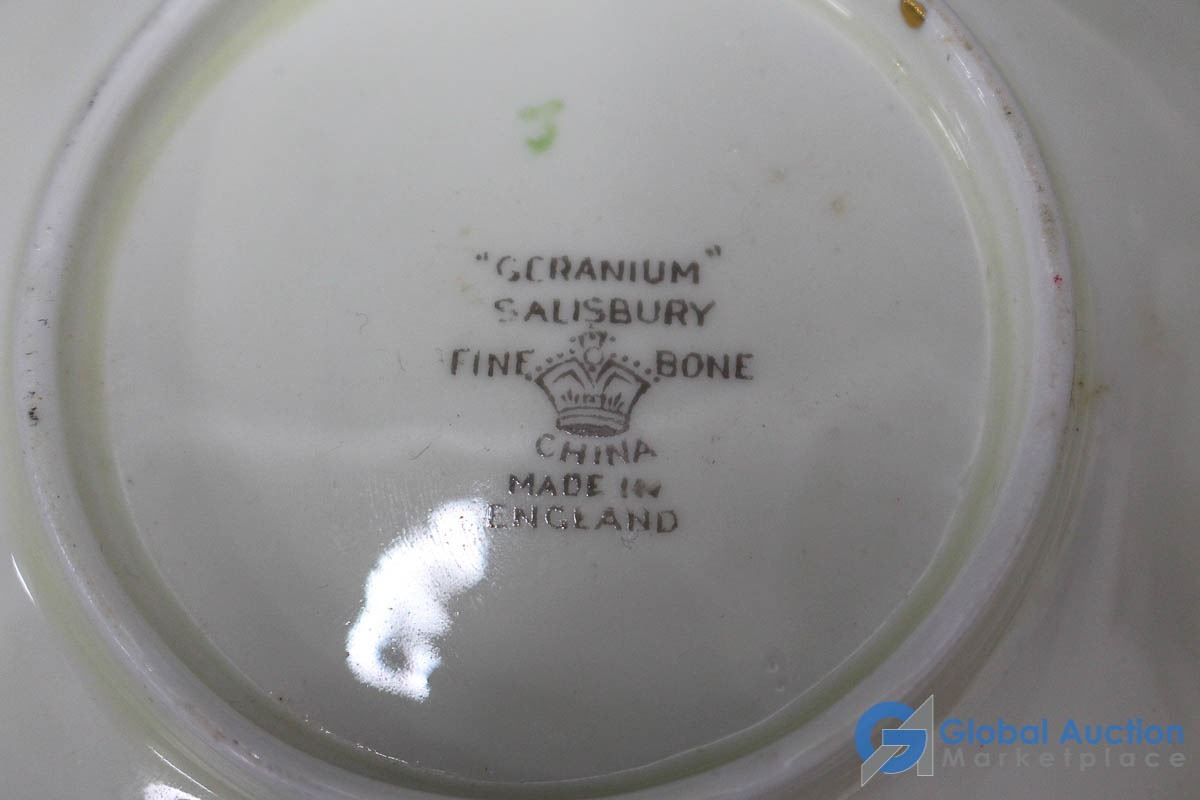 "GERANIUM"
SALISBURY
FINE BONE
CHINA
MADE IN
ENGLAND
Global Auction
Marketplace